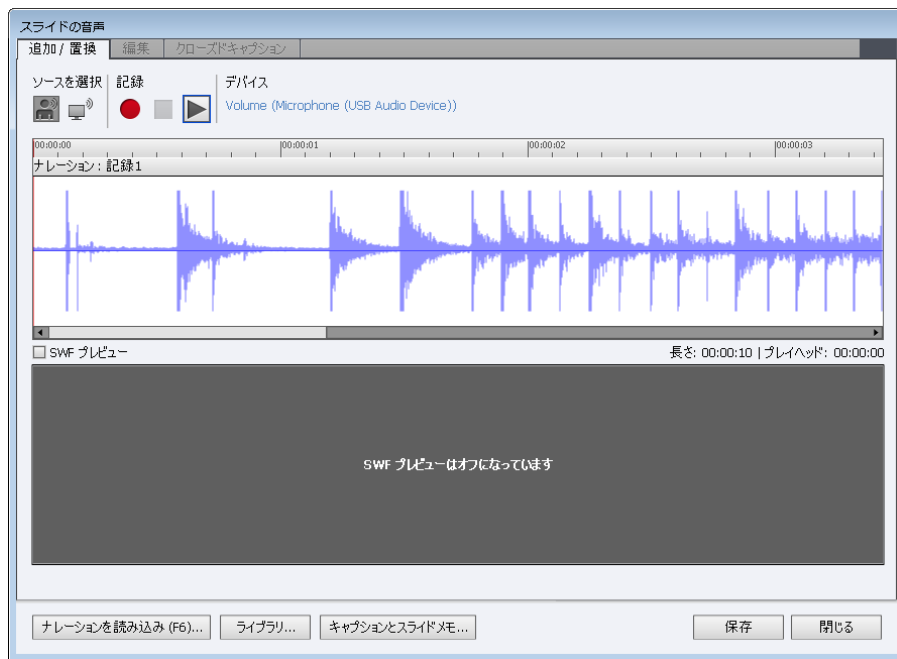 スライドの音声
追加 / 置換 編集 クローズドキャプション
ソースを選択 記録 デバイス
Volume (Microphone (USB Audio Device))
00:00:00 00:00:01 00:00:02 00:00:03
ナレーション : 記録1
SWF プレビュー 長さ: 00:00:10 | プレイヘッド: 00:00:00
SWF プレビューはオフになっています
ナレーションを読み込み (F6)... ライブラリ... キャプションとスライドメモ... 保存 閉じる